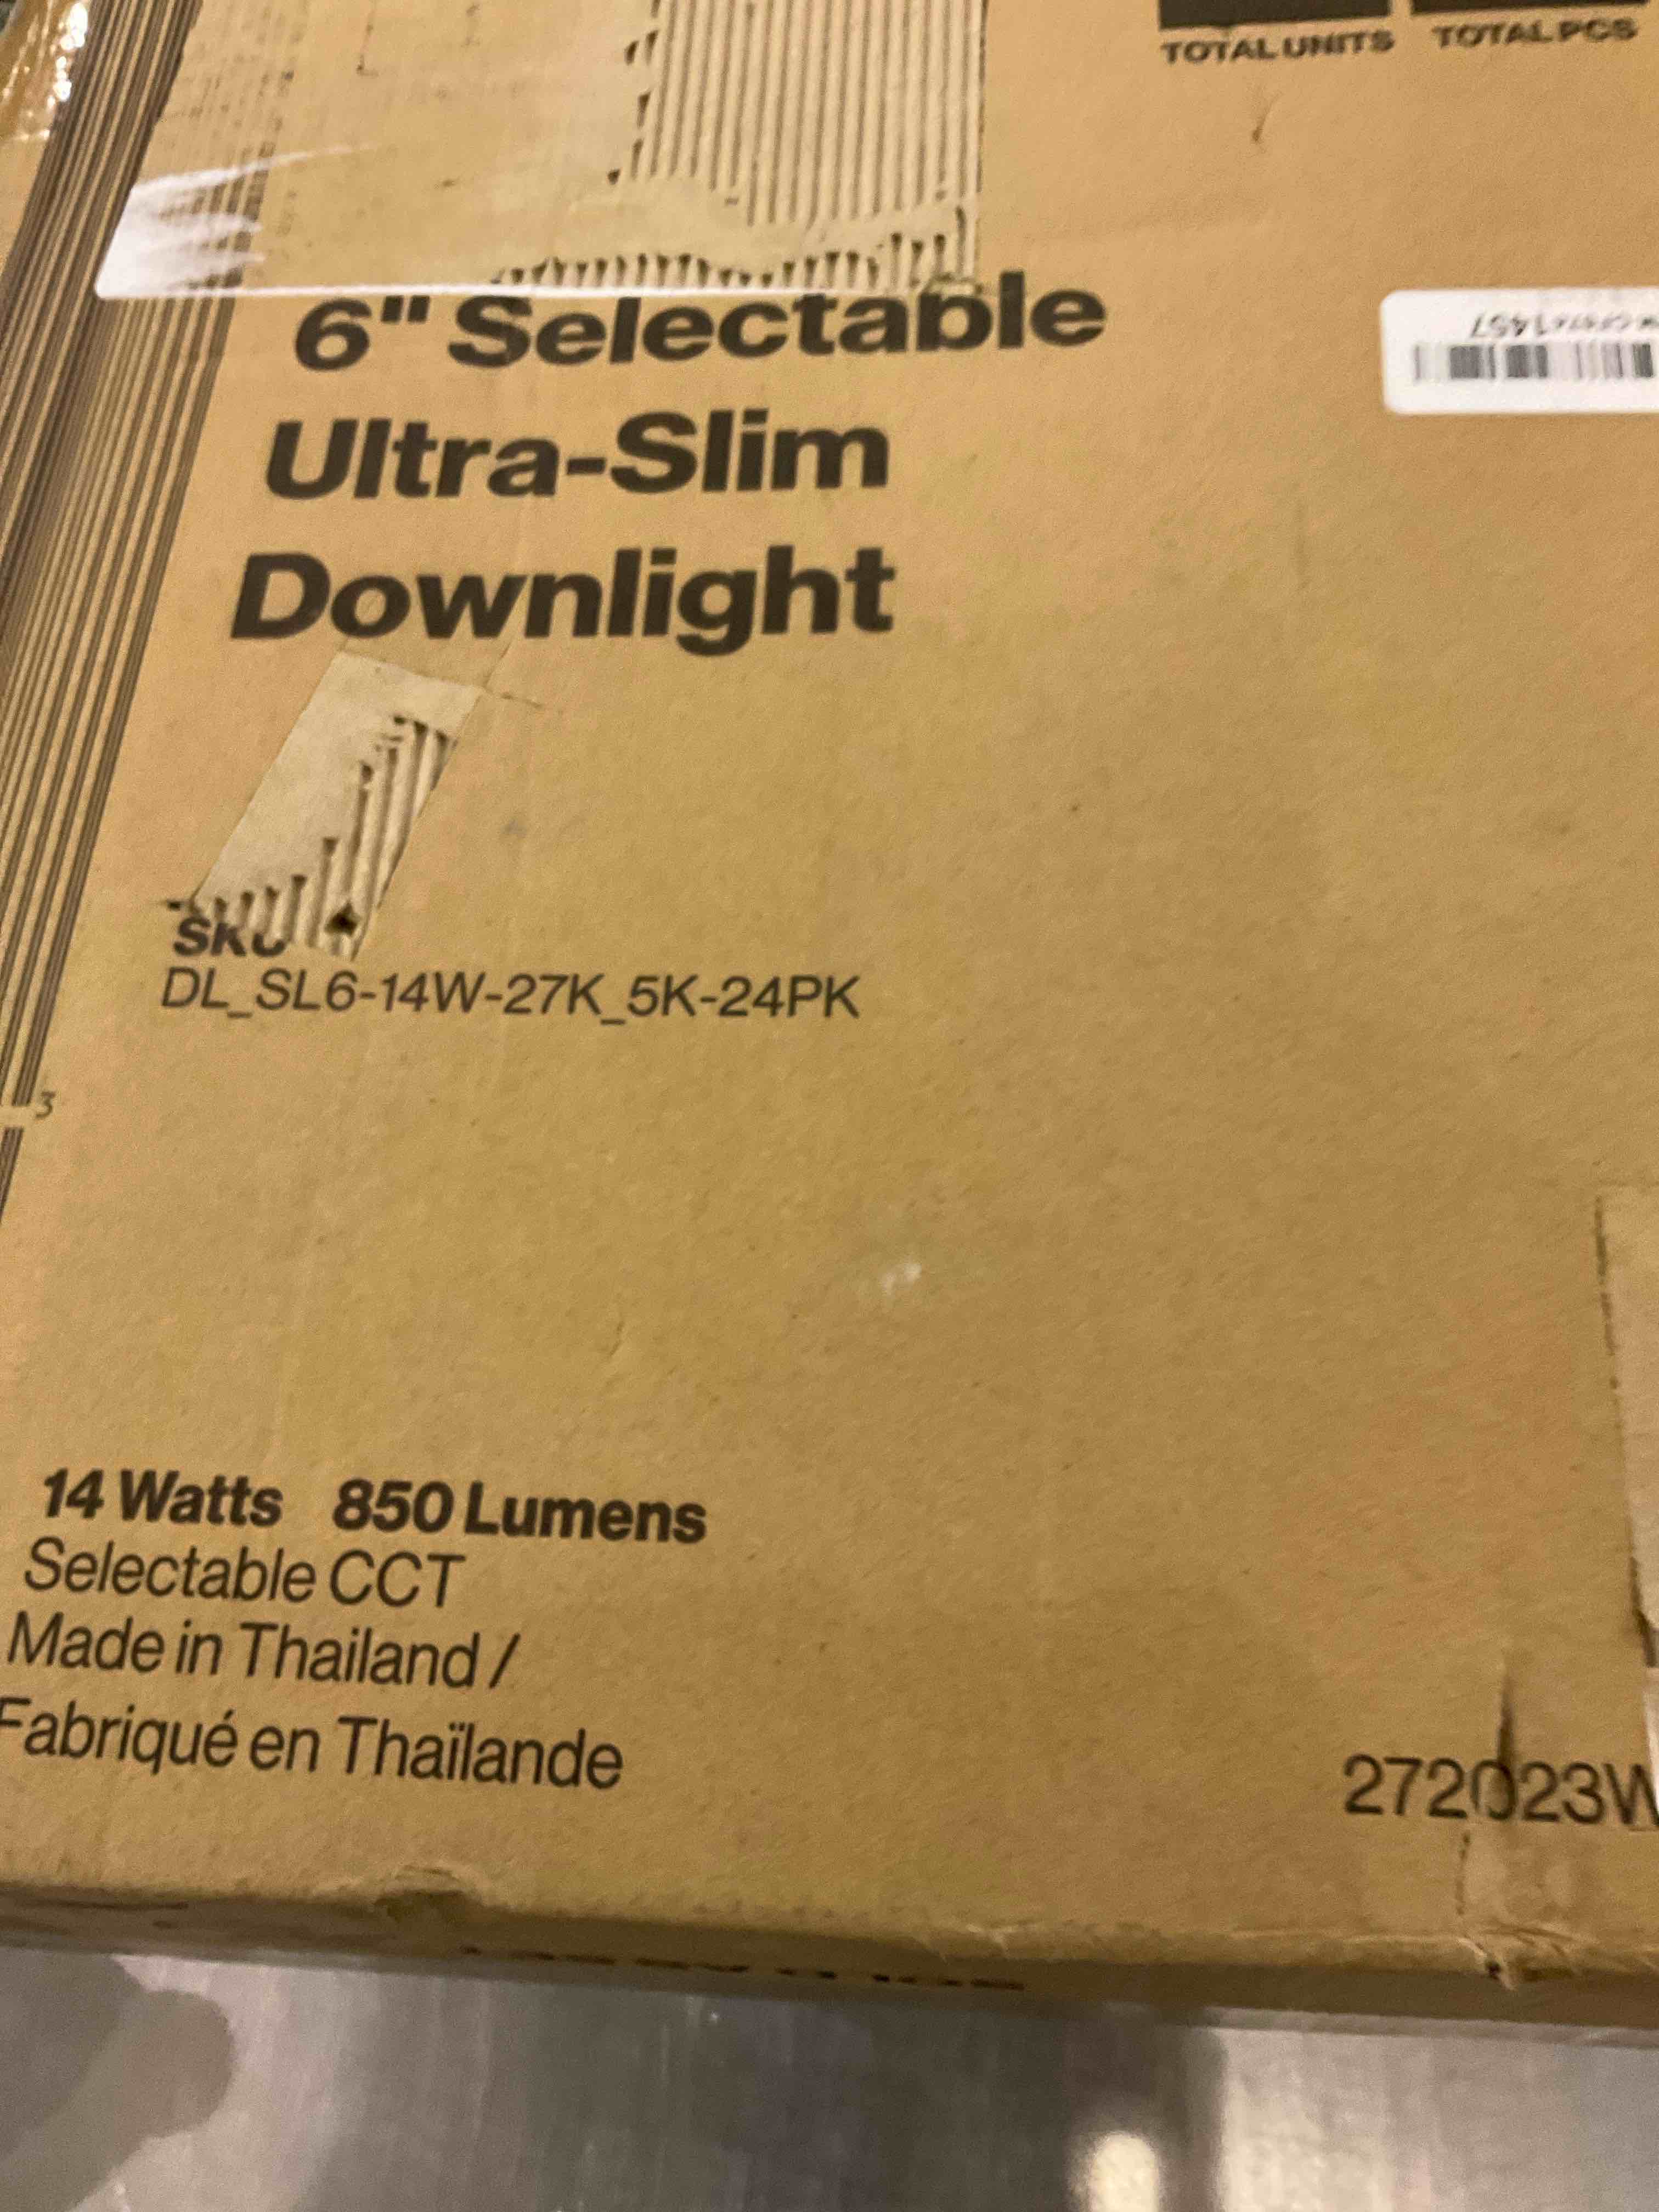 TOTAL UNITS TOTAL PCS
6" Selectable
Ultra-Slim
Downlight
SKU
DL_SL6-14W-27K_5K-24PK
3
14 Watts 850 Lumens
Selectable CCT
Made in Thailand /
Fabriqué en Thaïlande
272023W